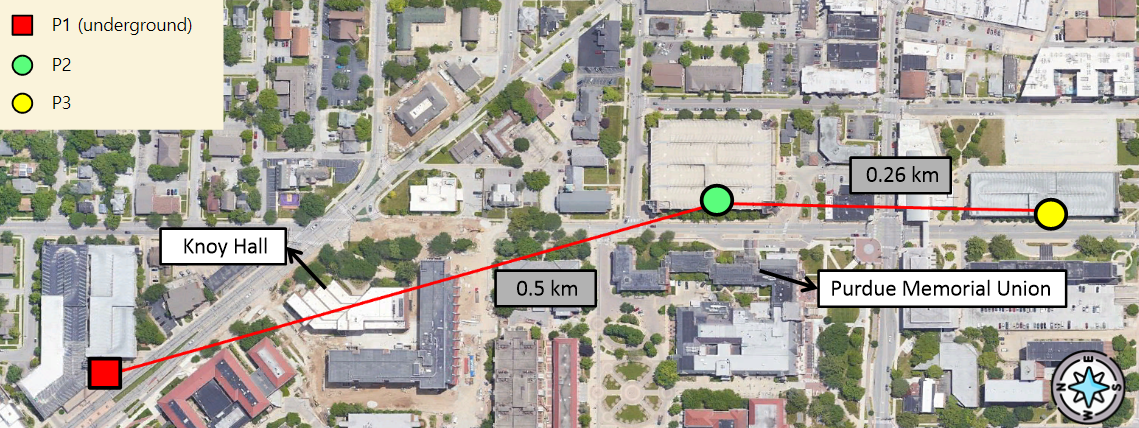 P1 (underground)
P2
P3
0.26 km
Knoy Hall
0.5 km
Purdue Memorial Union
N
E
S
W